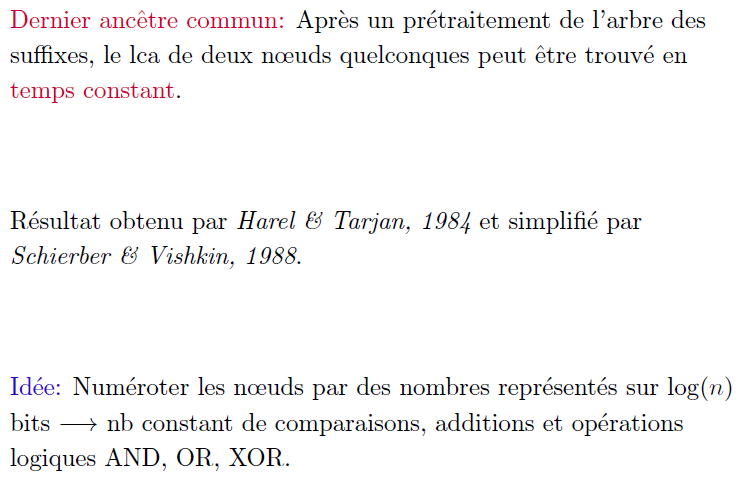 Dernier ancêtre commun: Après un prétraitement de l'arbre des
suffixes, le lca de deux nœuds quelconques peut être trouvé en
temps constant.
Résultat obtenu par Harel & Tarjan, 1984 et simplifié par
Schierber & Vishkin, 1988.
Idée: Numéroter les nœuds par des nombres représentés sur log(n)
bits ⟶ nb constant de comparaisons, additions et opérations
logiques AND, OR, XOR.